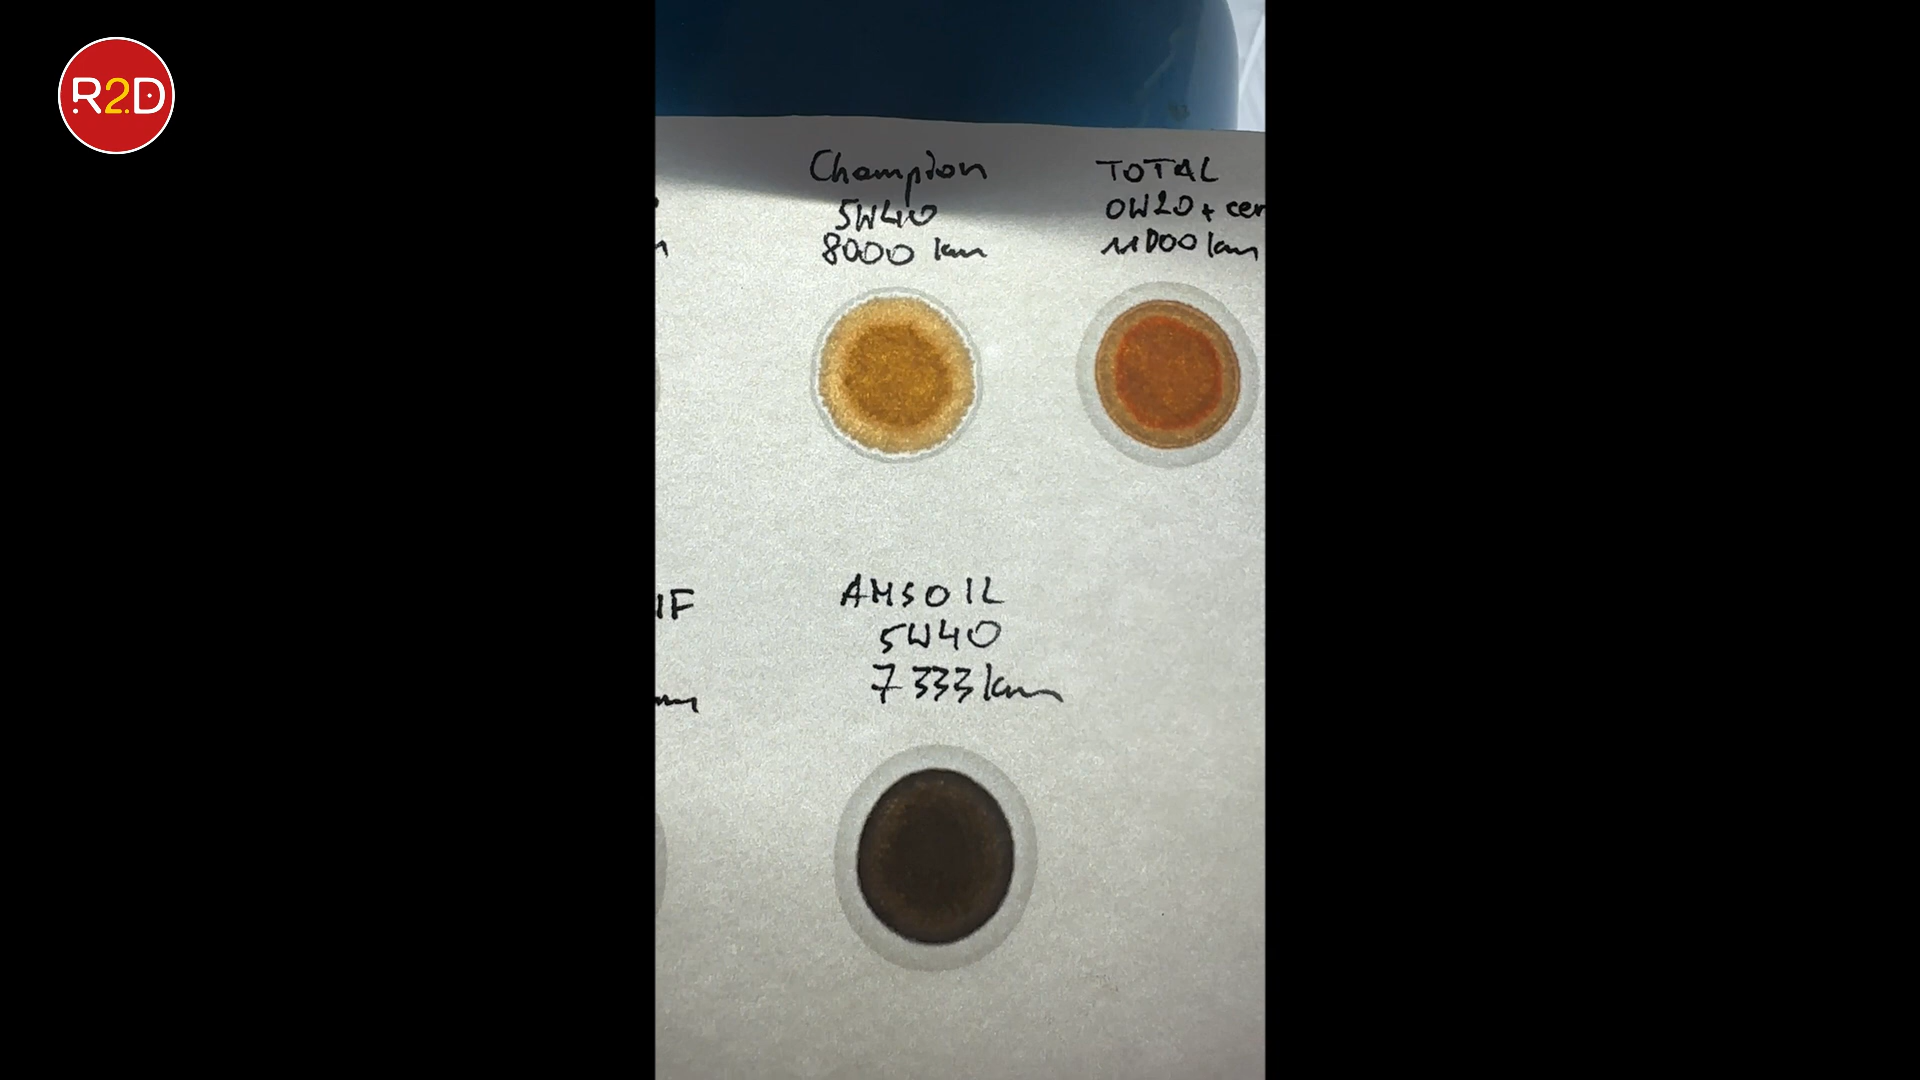 R2D
Champion
5W40
8000 km
TOTAL
0W20 + cer
11000 km
AMSOIL
5W40
7333 km